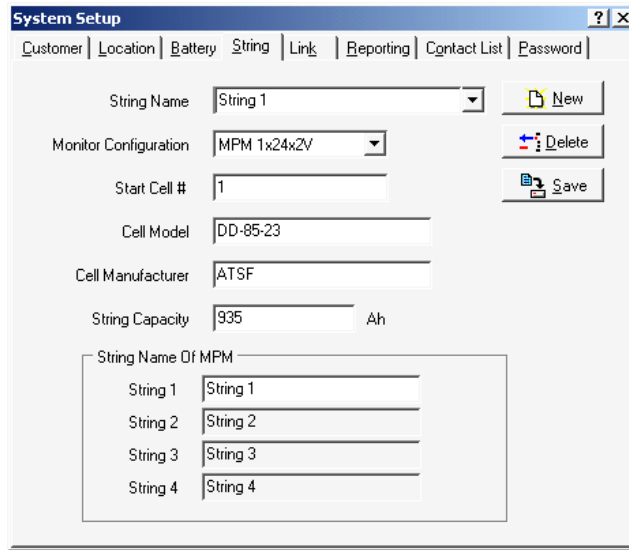 System Setup
Customer Location Battery String Link Reporting Contact List Password
String Name String 1 New
Monitor Configuration MPM 1x24x2V Delete
Start Cell # 1 Save
Cell Model DD-85-23
Cell Manufacturer ATSF
String Capacity 935 Ah
String Name Of MPM
String 1 String 1
String 2 String 2
String 3 String 3
String 4 String 4